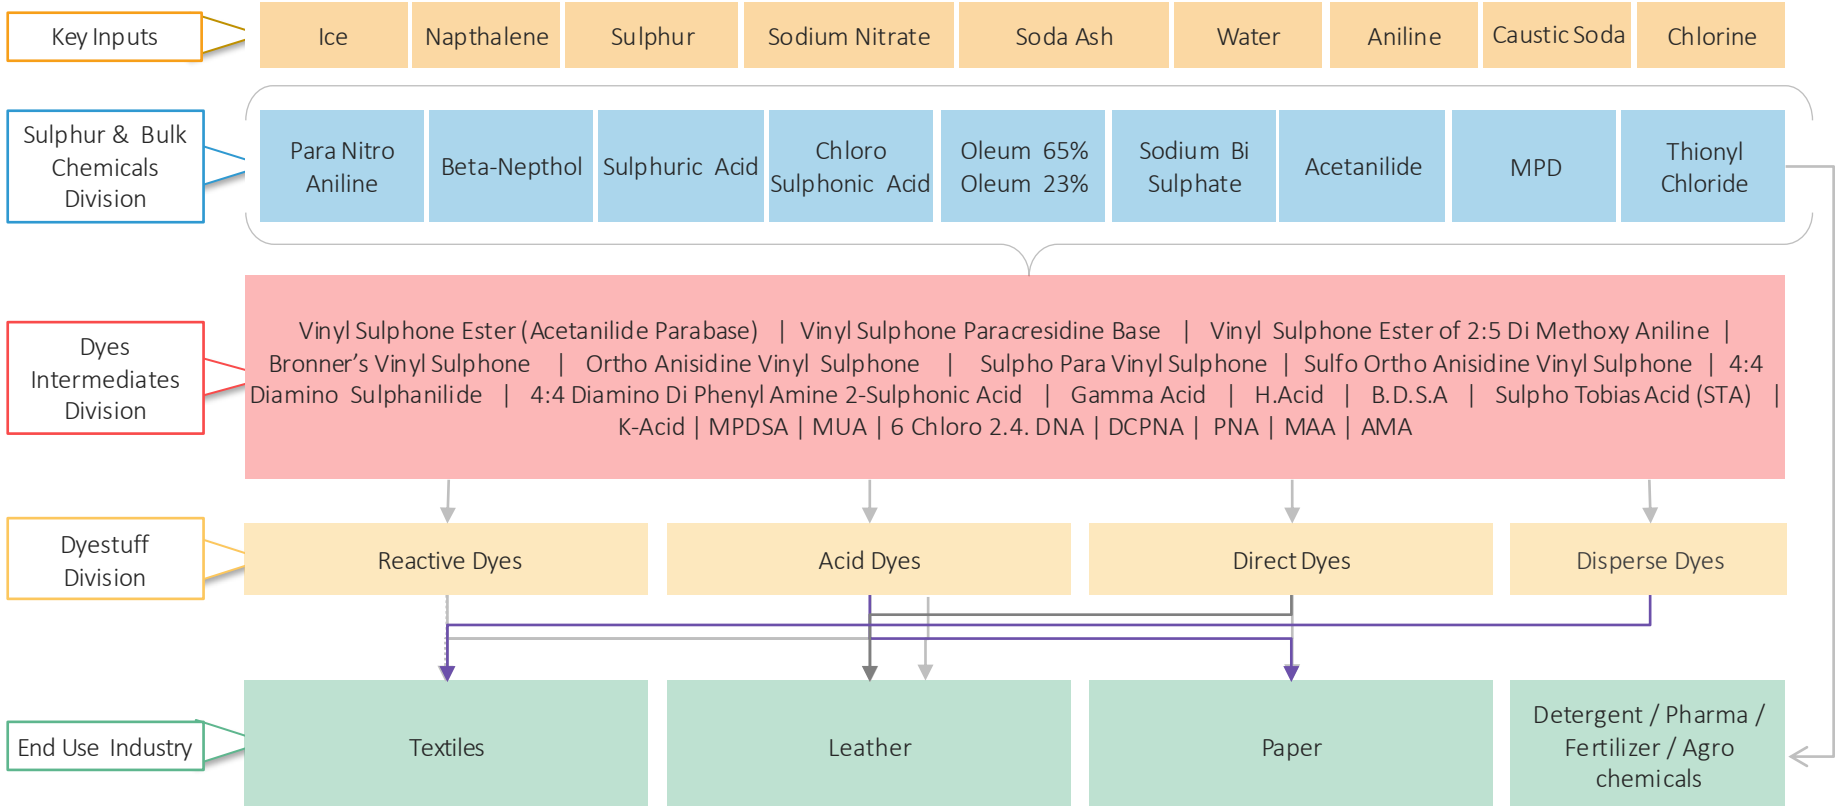 Key Inputs
Ice
Napthalene
Sulphur
Sodium Nitrate
Soda Ash
Water
Aniline
Caustic Soda
Chlorine
Sulphur & Bulk
Chemicals
Division
Para Nitro
Aniline
Beta-Nepthol
Sulphuric Acid
Chloro
Sulphonic Acid
Oleum 65%
Oleum 23%
Sodium Bi
Sulphate
Acetanilide
MPD
Thionyl
Chloride
Dyes
Intermediates
Division
Vinyl Sulphone Ester (Acetanilide Parabase) | Vinyl Sulphone Paracresidine Base | Vinyl Sulphone Ester of 2:5 Di Methoxy Aniline |
Bronner’s Vinyl Sulphone | Ortho Anisidine Vinyl Sulphone | Sulpho Para Vinyl Sulphone | Sulfo Ortho Anisidine Vinyl Sulphone | 4:4
Diamino Sulphanilide | 4:4 Diamino Di Phenyl Amine 2-Sulphonic Acid | Gamma Acid | H.Acid | B.D.S.A | Sulpho Tobias Acid (STA) |
K-Acid | MPDSA | MUA | 6 Chloro 2.4. DNA | DCPNA | PNA | MAA | AMA
Dyestuff
Division
Reactive Dyes
Acid Dyes
Direct Dyes
Disperse Dyes
End Use Industry
Textiles
Leather
Paper
Detergent / Pharma /
Fertilizer / Agro
chemicals